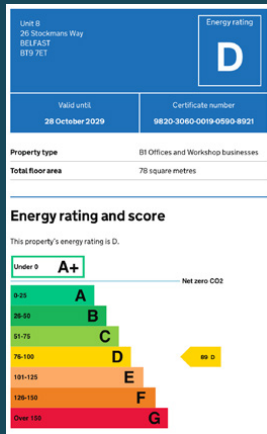 Unit 8
26 Stockmans Way
BELFAST
BT9 7ET
Energy rating
D
Valid until
28 October 2029
Certificate number
9820-3060-0019-0590-8921
Property type
B1 Offices and Workshop businesses
Total floor area
78 square metres
Energy rating and score
This property's energy rating is D.
Under 0 A+
Net zero CO2
0-25 A
26-50 B
51-75 C
76-100 D
89 D
101-125 E
126-150 F
Over 150 G